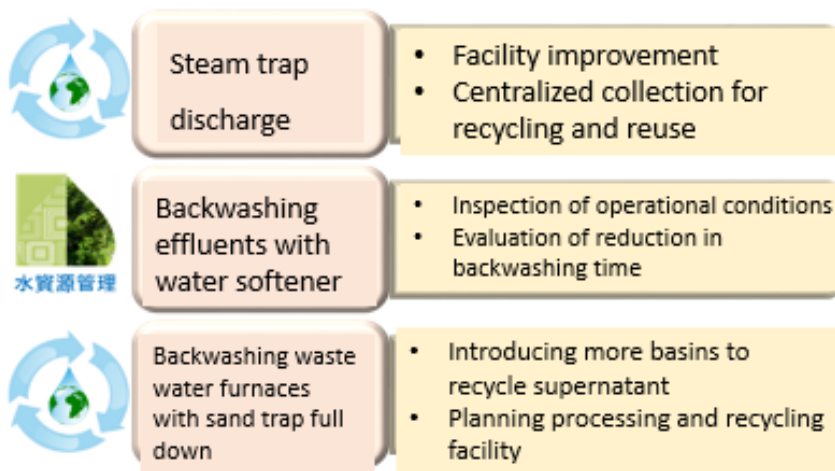 Steam trap
discharge
• Facility improvement
• Centralized collection for
recycling and reuse
水資源管理
Backwashing
effluents with
water softener
• Inspection of operational conditions
• Evaluation of reduction in
backwashing time
Backwashing waste
water furnaces
with sand trap full
down
• Introducing more basins to
recycle supernatant
• Planning processing and recycling
facility